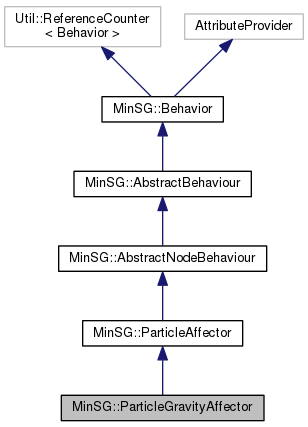 Util::ReferenceCounter
< Behavior >
AttributeProvider
MinSG::Behavior
MinSG::AbstractBehaviour
MinSG::AbstractNodeBehaviour
MinSG::ParticleAffector
MinSG::ParticleGravityAffector